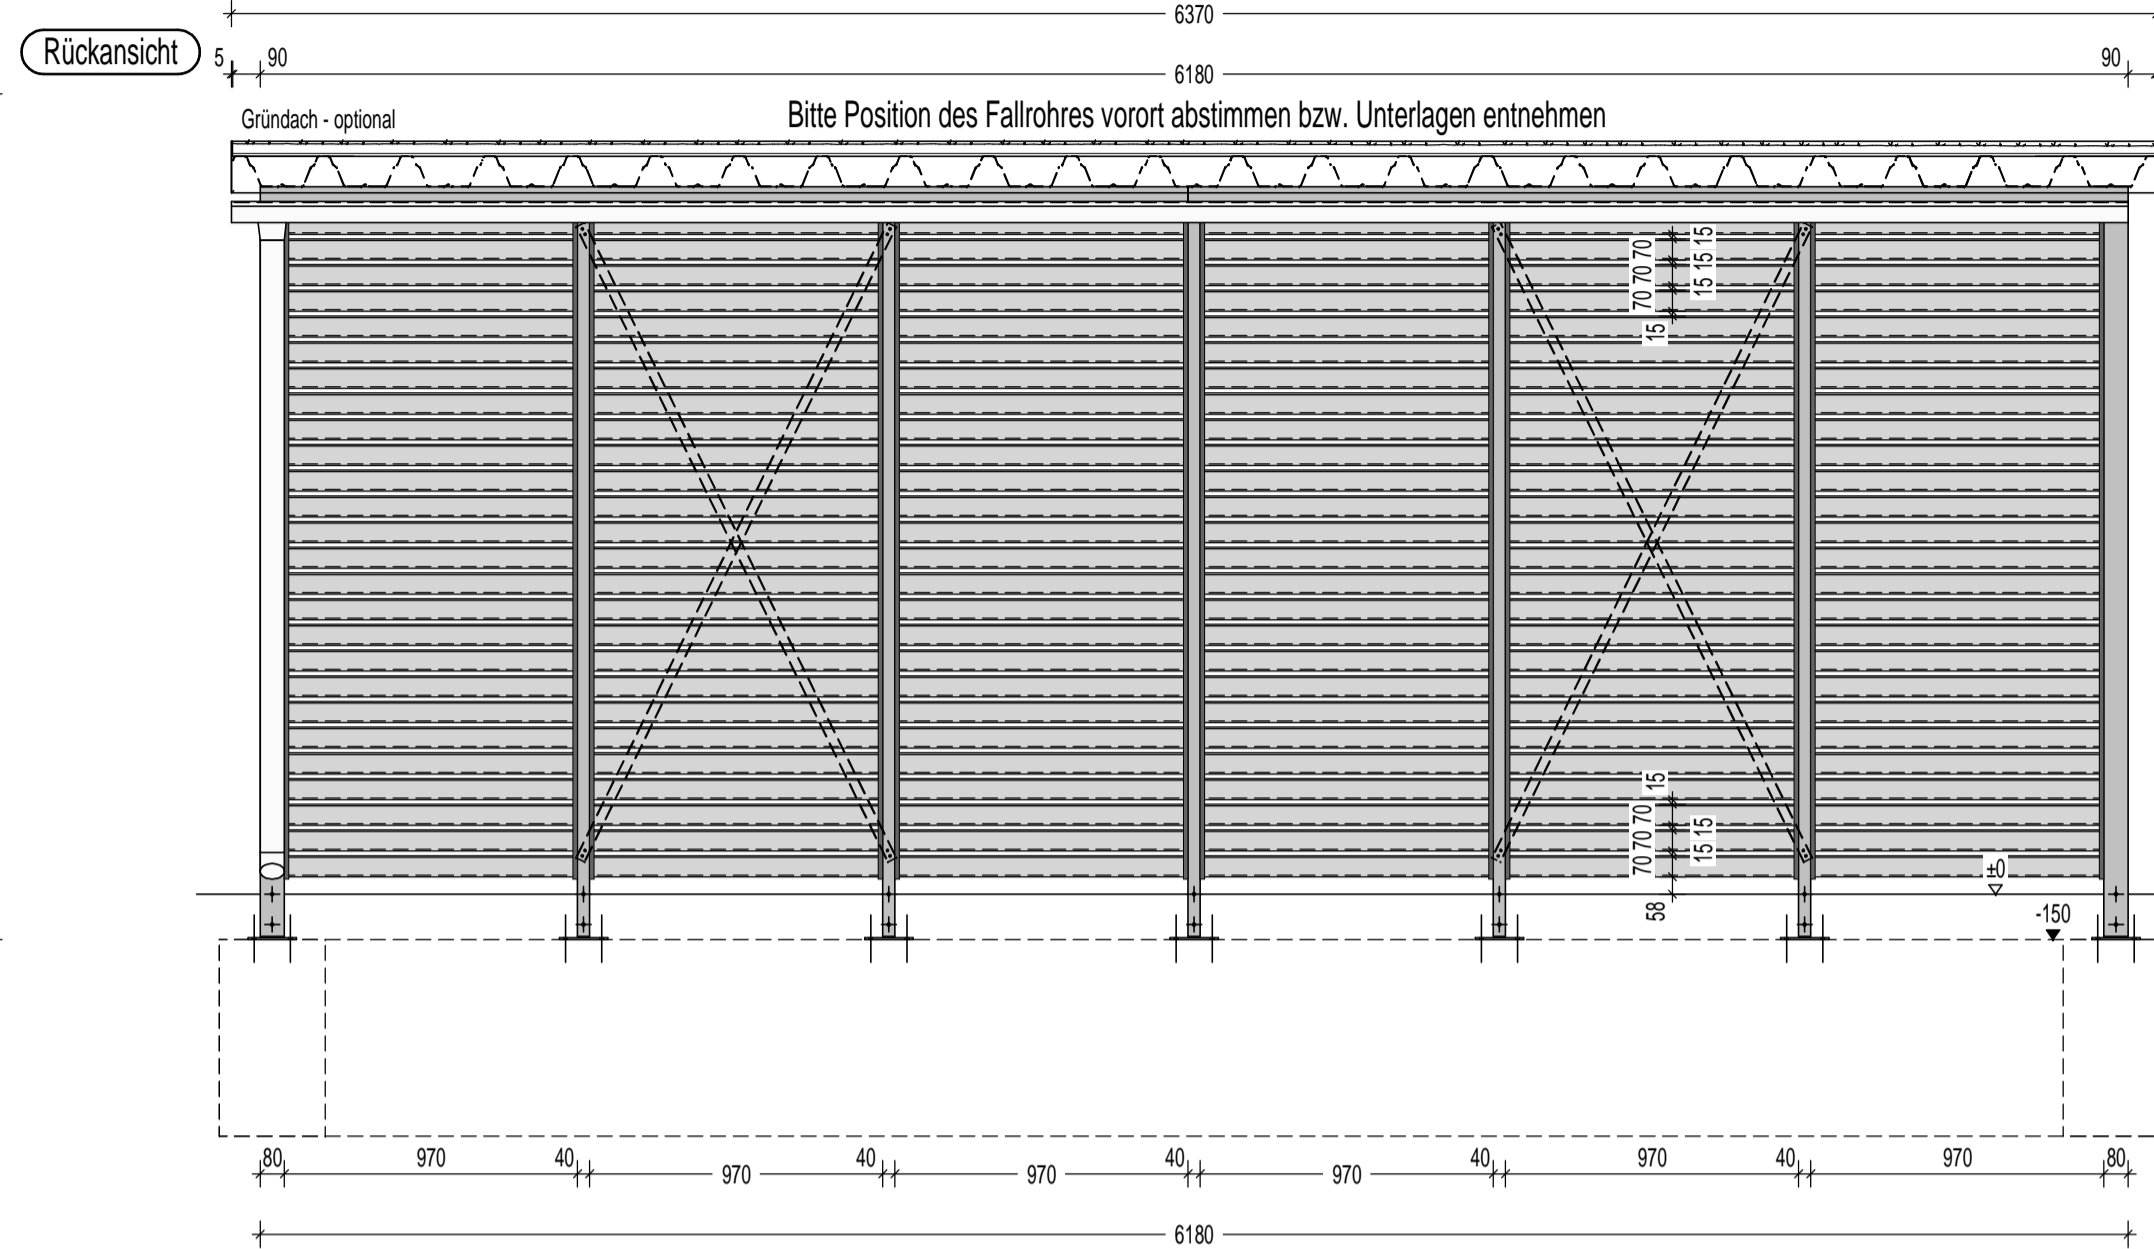 6370
Rückansicht
5 90 6180 90
Gründach - optional
Bitte Position des Fallrohres vorort abstimmen bzw. Unterlagen entnehmen
70 70 70
15 15 15 15
15
15
70 70 70
15 15
58
±0
-150
80 970 40 970 40 970 40 970 40 970 40 970 80
6180